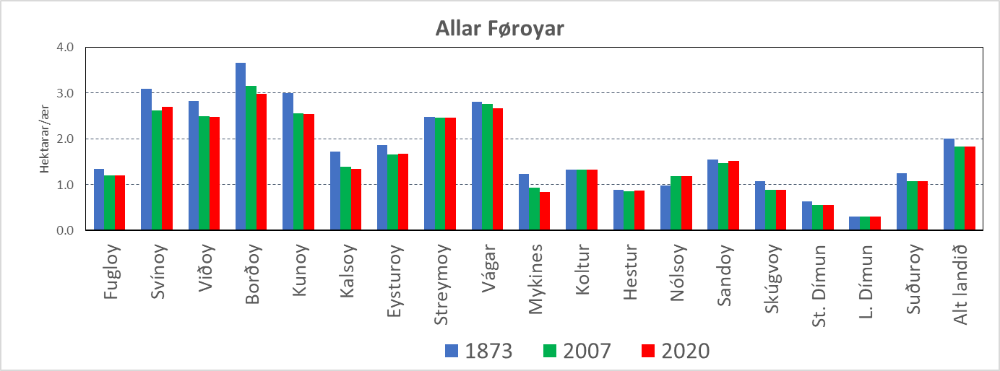 Allar Føroyar
Hektarar/ær
4.0
3.0
2.0
1.0
0.0
Fugloy
Svínoy
Viðoy
Borðoy
Kunoy
Kalsoy
Eysturoy
Streymoy
Vágar
Mykines
Koltur
Hestur
Nólsoy
Sandoy
Skúgvoy
St. Dímun
L. Dímun
Suðuroy
Alt landið
1873 2007 2020